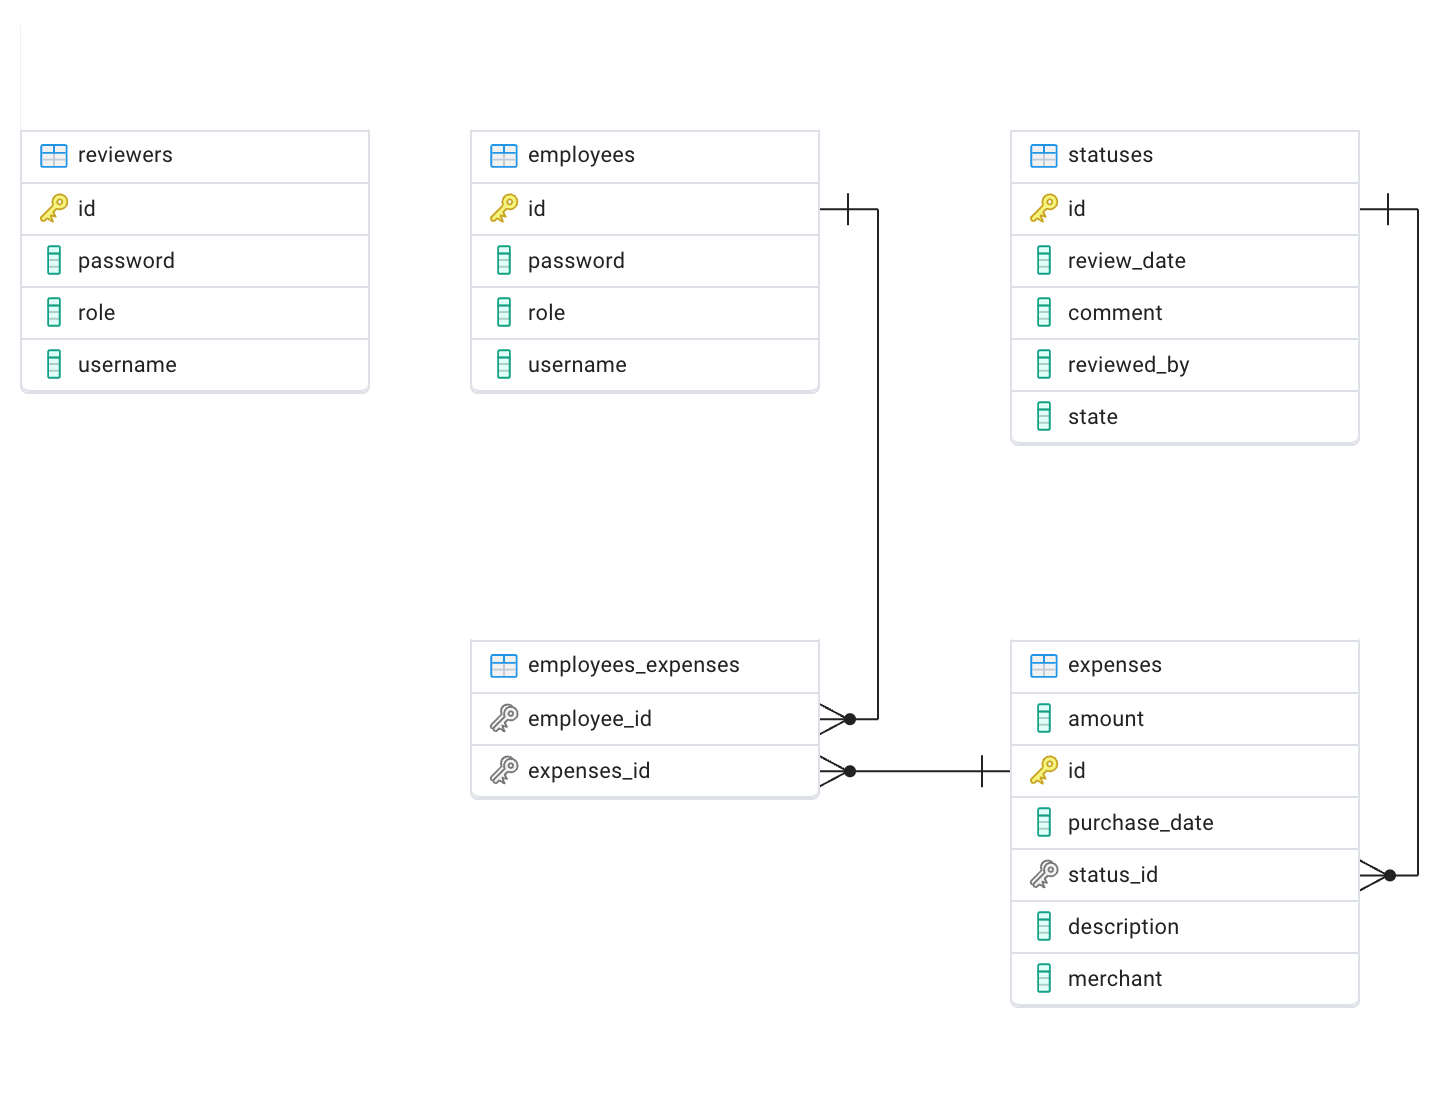 reviewers
id
password
role
username
employees
id
password
role
username
statuses
id
review_date
comment
reviewed_by
state
employees_expenses
employee_id
expenses_id
expenses
amount
id
purchase_date
status_id
description
merchant